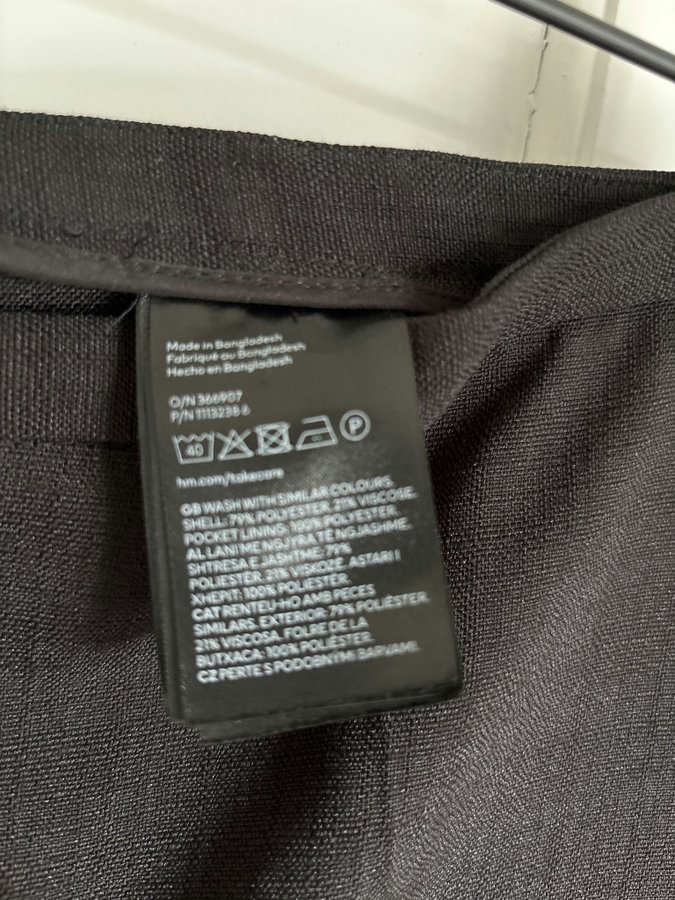 Made in Bangladesh
Fabriqué au Bangladesh
Hecho en Bangladesh
O/N 366907
P/N 1113238 6
40 P
hm.com/takecare
GB WASH WITH SIMILAR COLOURS.
SHELL: 79% POLYESTER. 21% VISCOSE.
POCKET LINING: 100% POLYESTER.
AL LANI ME NGJYRA TË NGJASHME.
SHTRESA E JASHTME: 79%
POLIESTER. 21% VISKOZË. ASTARI I
XHEPIT: 100% POLIESTER.
CAT RENTEU-HO AMB PECES
SIMILARS. EXTERIOR: 79% POLIÈSTER.
21% VISCOSA. FOLRE DE LA
BUTXACA: 100% POLIÈSTER.
CZ PERTE S PODOBNÝMI BARVAMI.